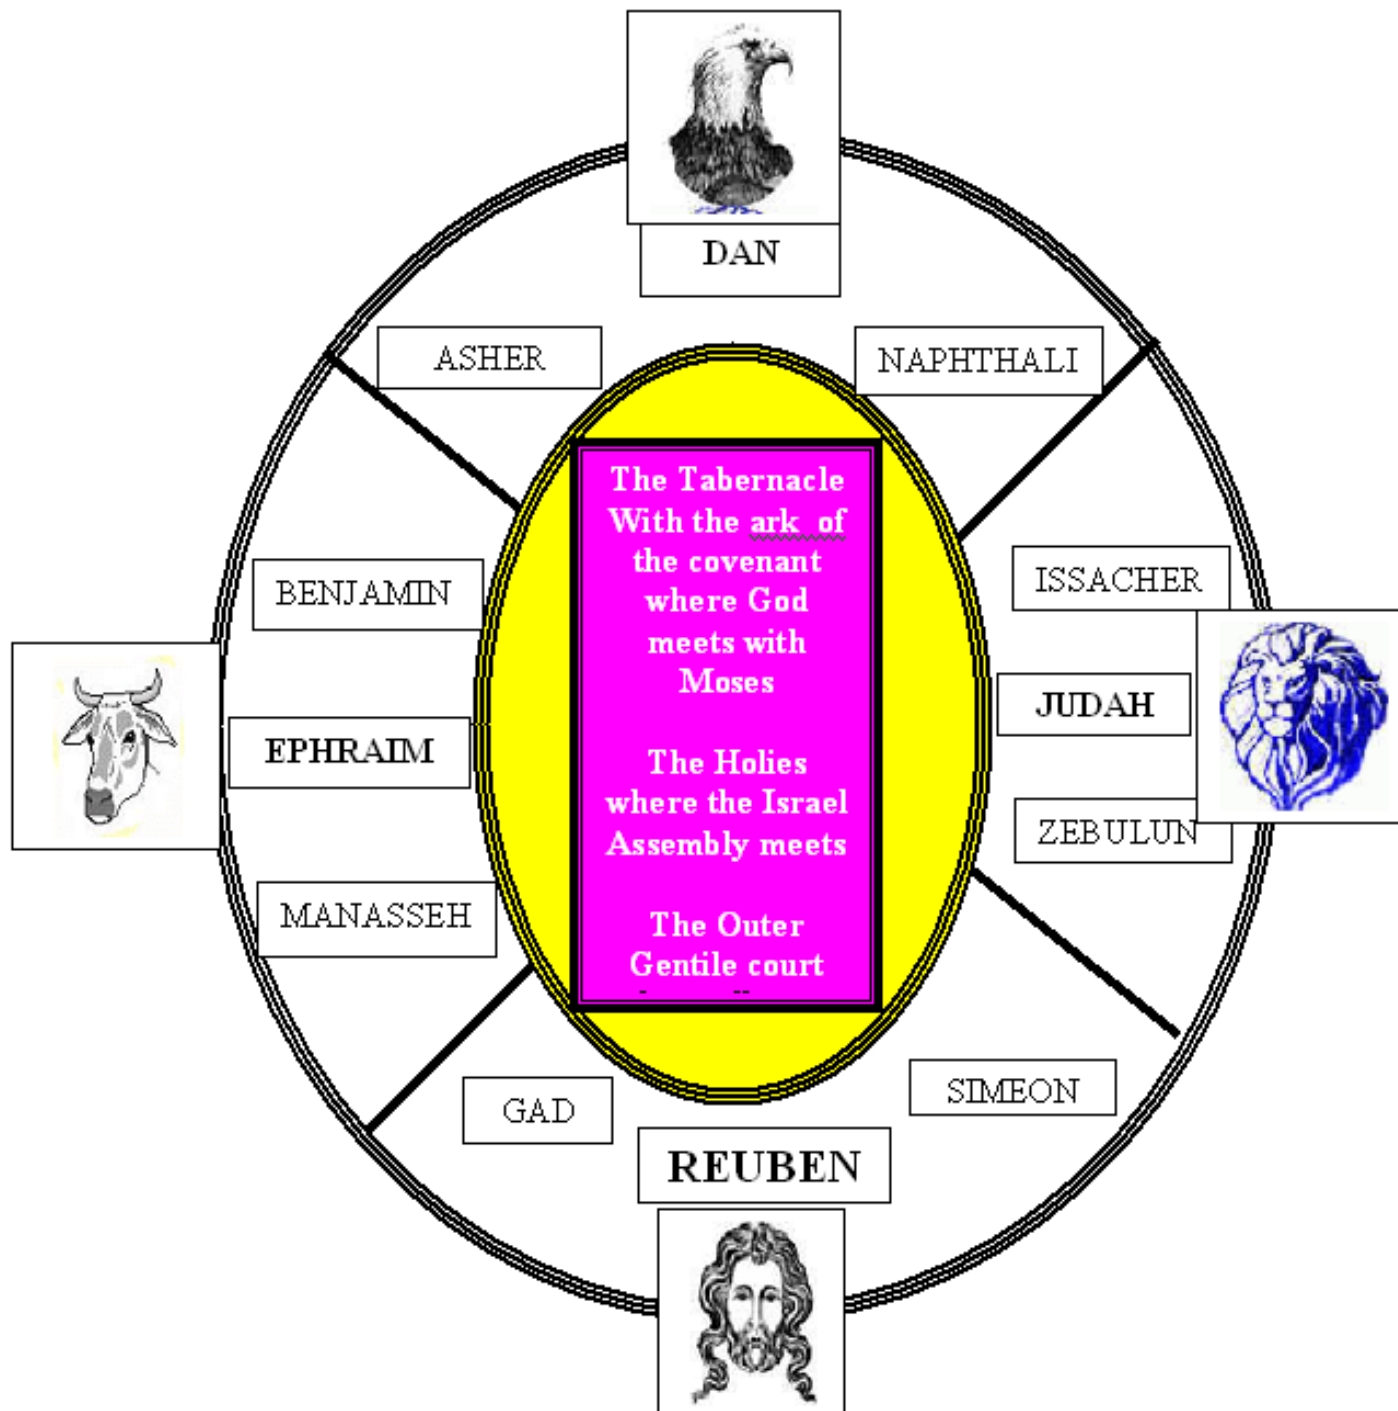 DAN
ASHER
NAPHTHALI
The Tabernacle
With the ark of
the covenant
where God
meets with
Moses
The Holies
where the Israel
Assembly meets
The Outer
Gentile court
BENJAMIN
EPHRAIM
MANASSEH
ISSACHER
JUDAH
ZEBULUN
GAD
REUBEN
SIMEON